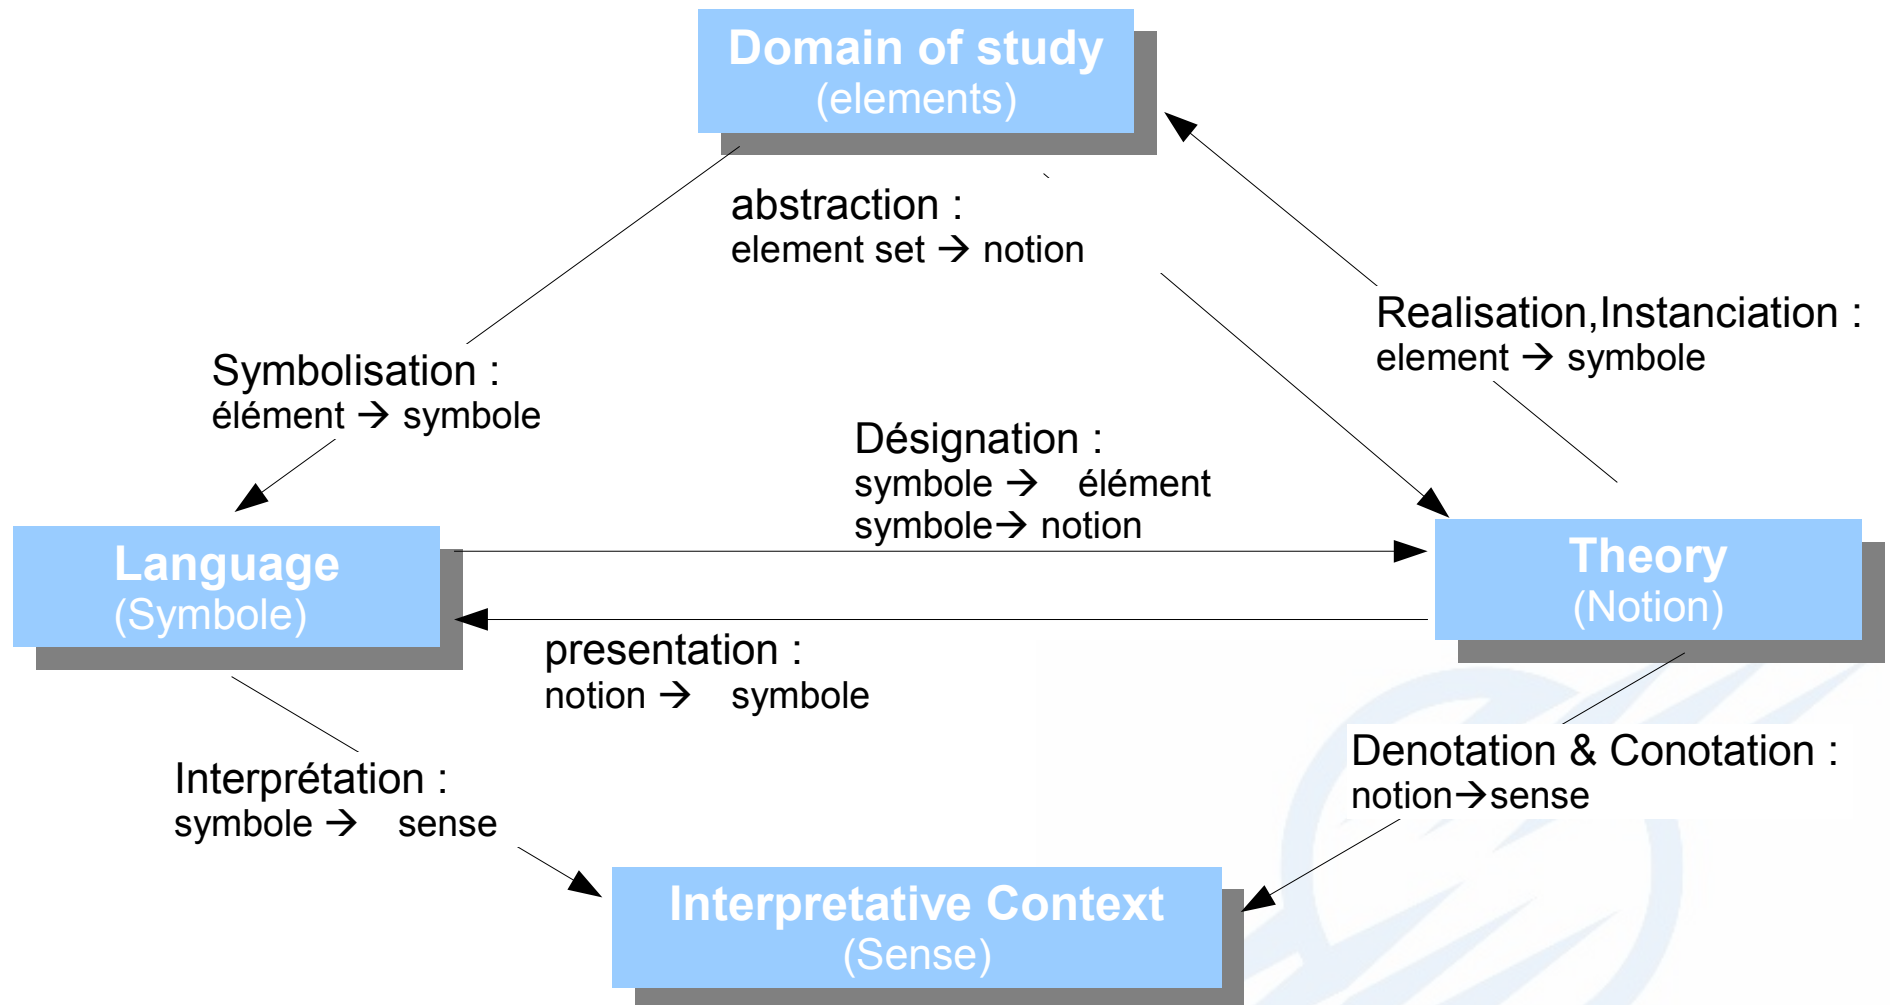 Domain of study
(elements)
abstraction :
element set → notion
Realisation,Instanciation :
element → symbole
Symbolisation :
élément → symbole
Désignation :
symbole → élément
symbole→ notion
Language
(Symbole)
Theory
(Notion)
presentation :
notion → symbole
Denotation & Conotation :
notion→sense
Interprétation :
symbole → sense
Interpretative Context
(Sense)